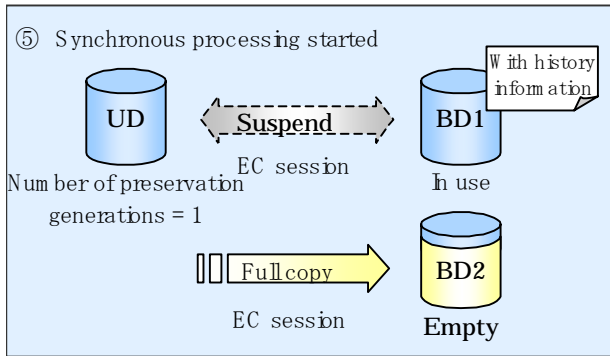 ⑤ Synchronous processing started
With history
information
UD
Suspend
BD1
EC session
Number of preservation
generations = 1
In use
Full copy
BD2
EC session
Empty